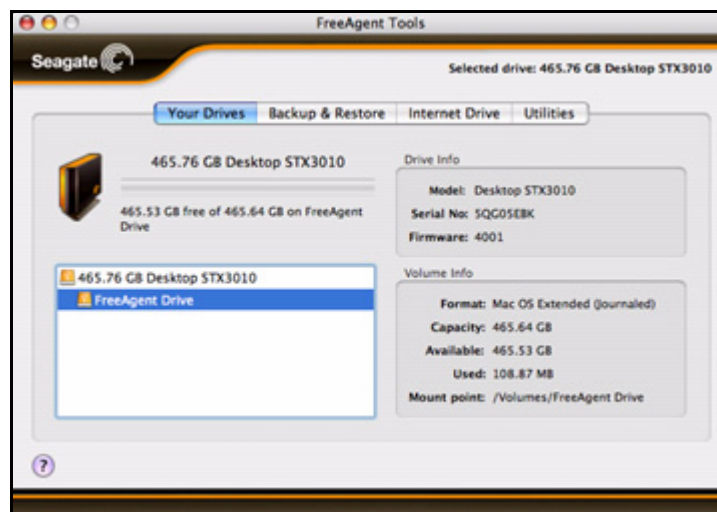 FreeAgent Tools
Seagate
Selected drive: 465.76 GB Desktop STX3010
Your Drives Backup & Restore Internet Drive Utilities
465.76 GB Desktop STX3010
465.53 GB free of 465.64 GB on FreeAgent
Drive
465.76 GB Desktop STX3010
FreeAgent Drive
Drive Info
Model: Desktop STX3010
Serial No: 5QG05EBK
Firmware: 4001
Volume Info
Format: Mac OS Extended (Journaled)
Capacity: 465.64 GB
Available: 465.53 GB
Used: 108.87 MB
Mount point: /Volumes/FreeAgent Drive
?